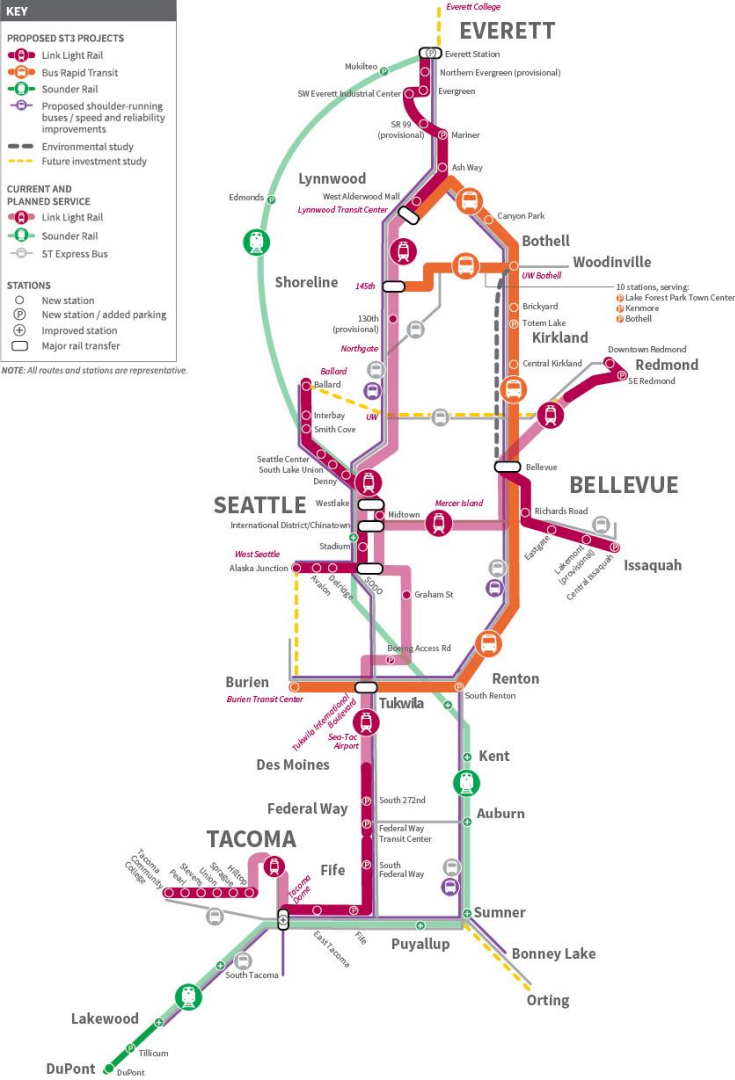 KEY
PROPOSED ST3 PROJECTS
Link Light Rail
Bus Rapid Transit
Sounder Rail
Proposed shoulder-running
buses / speed and reliability
improvements
Environmental study
Future investment study
CURRENT AND
PLANNED SERVICE
Link Light Rail
Sounder Rail
ST Express Bus
STATIONS
New station
P New station / added parking
Improved station
Major rail transfer
NOTE: All routes and stations are representative.
Everett College
EVERETT
P Everett Station
Mukilteo
P
Northern Evergreen (provisional)
SW Everett Industrial Center
Evergreen
SR 99
(provisional)
P Mariner
Ash Way
Lynnwood
West Alderwood Mall
Lynnwood Transit Center
Edmonds P
Canyon Park
Bothell
Woodinville
UW Bothell
Shoreline
145th
10 stations, serving:
P Lake Forest Park Town Center
P Kenmore
P Bothell
130th
(provisional)
Brickyard
P Totem Lake
Kirkland
Northgate
Central Kirkland
Downtown Redmond
Redmond
P SE Redmond
Ballard
Ballard
UW
Interbay
Smith Cove
Seattle Center
South Lake Union
Denny
Bellevue
BELLEVUE
SEATTLE
Westlake
Midtown
Mercer Island
International District/Chinatown
Richards Road
Stadium
Eastgate
Lakemont
(provisional)
Central Issaquah
P
Issaquah
West Seattle
Alaska Junction
Avalon
Delridge
SODO
Graham St
Boeing Access Rd
P
Burien
Burien Transit Center
Renton
P
South Renton
Tukwila
Tukwila International
Boulevard
Sea-Tac
Airport
Kent
Des Moines
P South 272nd
Federal Way
Auburn
P Federal Way
Transit Center
TACOMA
Tacoma
Community
College
Pearl
Stevens
Union
Sprague
Hilltop
Fife
P South
Federal Way
Tacoma
Dome
P
East Tacoma
Fife
Sumner
Puyallup
Bonney Lake
South Tacoma
Orting
Lakewood
P Tillicum
DuPont
DuPont